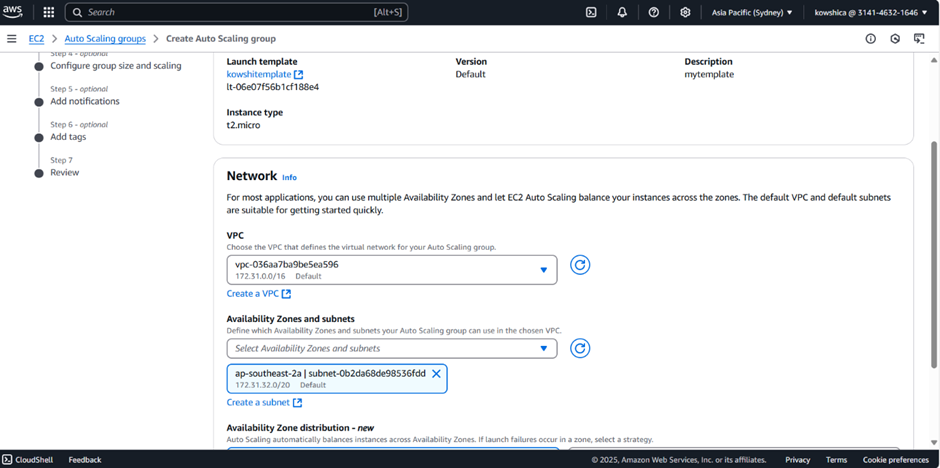 aws
Search
[Alt+S]
Asia Pacific (Sydney)
kowshica @ 3141-4632-1646
EC2
Auto Scaling groups
Create Auto Scaling group
Step 4 - optional
Configure group size and scaling
Step 5 - optional
Add notifications
Step 6 - optional
Add tags
Step 7
Review
Launch template
kowshitemplate
lt-06e07f56b1cf188e4
Version
Default
Description
mytemplate
Instance type
t2.micro
Network Info
For most applications, you can use multiple Availability Zones and let EC2 Auto Scaling balance your instances across the zones. The default VPC and default subnets
are suitable for getting started quickly.
VPC
Choose the VPC that defines the virtual network for your Auto Scaling group.
vpc-036aa7ba9be5ea596
172.31.0.0/16 Default
Create a VPC
Availability Zones and subnets
Define which Availability Zones and subnets your Auto Scaling group can use in the chosen VPC.
Select Availability Zones and subnets
ap-southeast-2a | subnet-0b2da68de98536fdd
172.31.32.0/20 Default
Create a subnet
Availability Zone distribution - new
Auto Scaling automatically balances instances across Availability Zones. If launch failures occur in a zone, select a strategy.
CloudShell
Feedback
© 2025, Amazon Web Services, Inc. or its affiliates.
Privacy
Terms
Cookie preferences